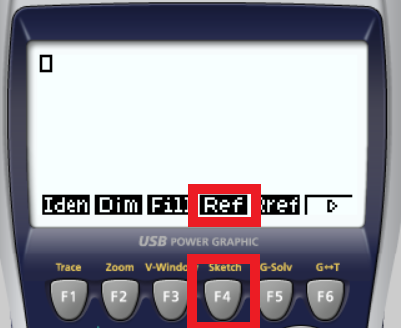 Iden Dim Fill Ref Rref
USB POWER GRAPHIC
Trace Zoom V-Window Sketch G-Solv G↔T
F1 F2 F3 F4 F5 F6